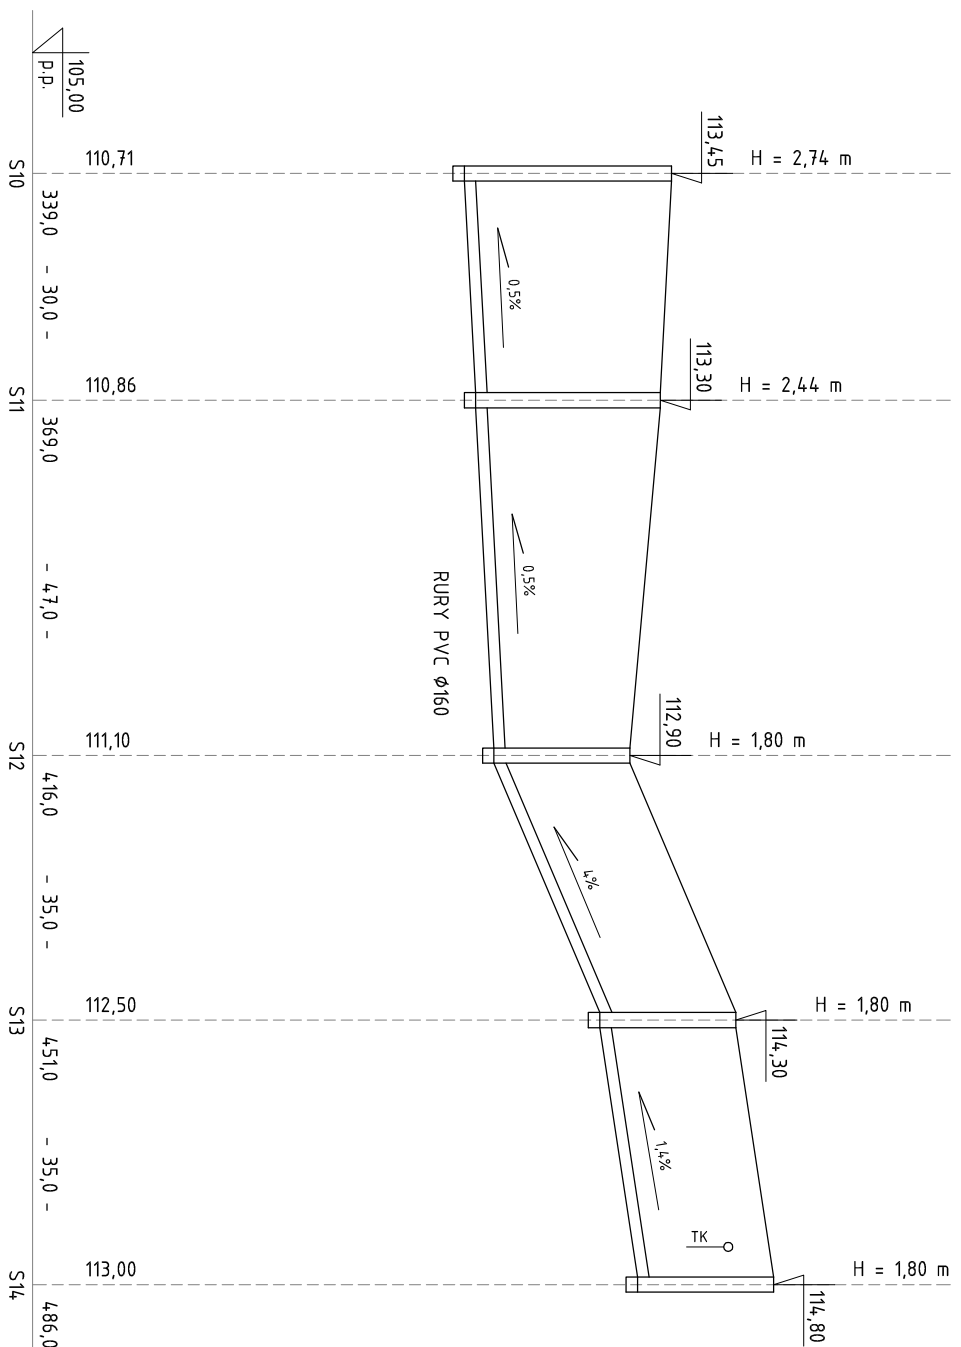 105,00
p.p.
S10
110,71
339,0
113,45
H = 2,74 m
- 30,0 -
0,5%
S11
110,86
369,0
113,30
H = 2,44 m
- 47,0 -
0,5%
RURY PVC φ160
S12
111,10
416,0
112,90
H = 1,80 m
- 35,0 -
4%
S13
112,50
451,0
114,30
H = 1,80 m
- 35,0 -
1,4%
TK
S14
113,00
486,0
114,80
H = 1,80 m